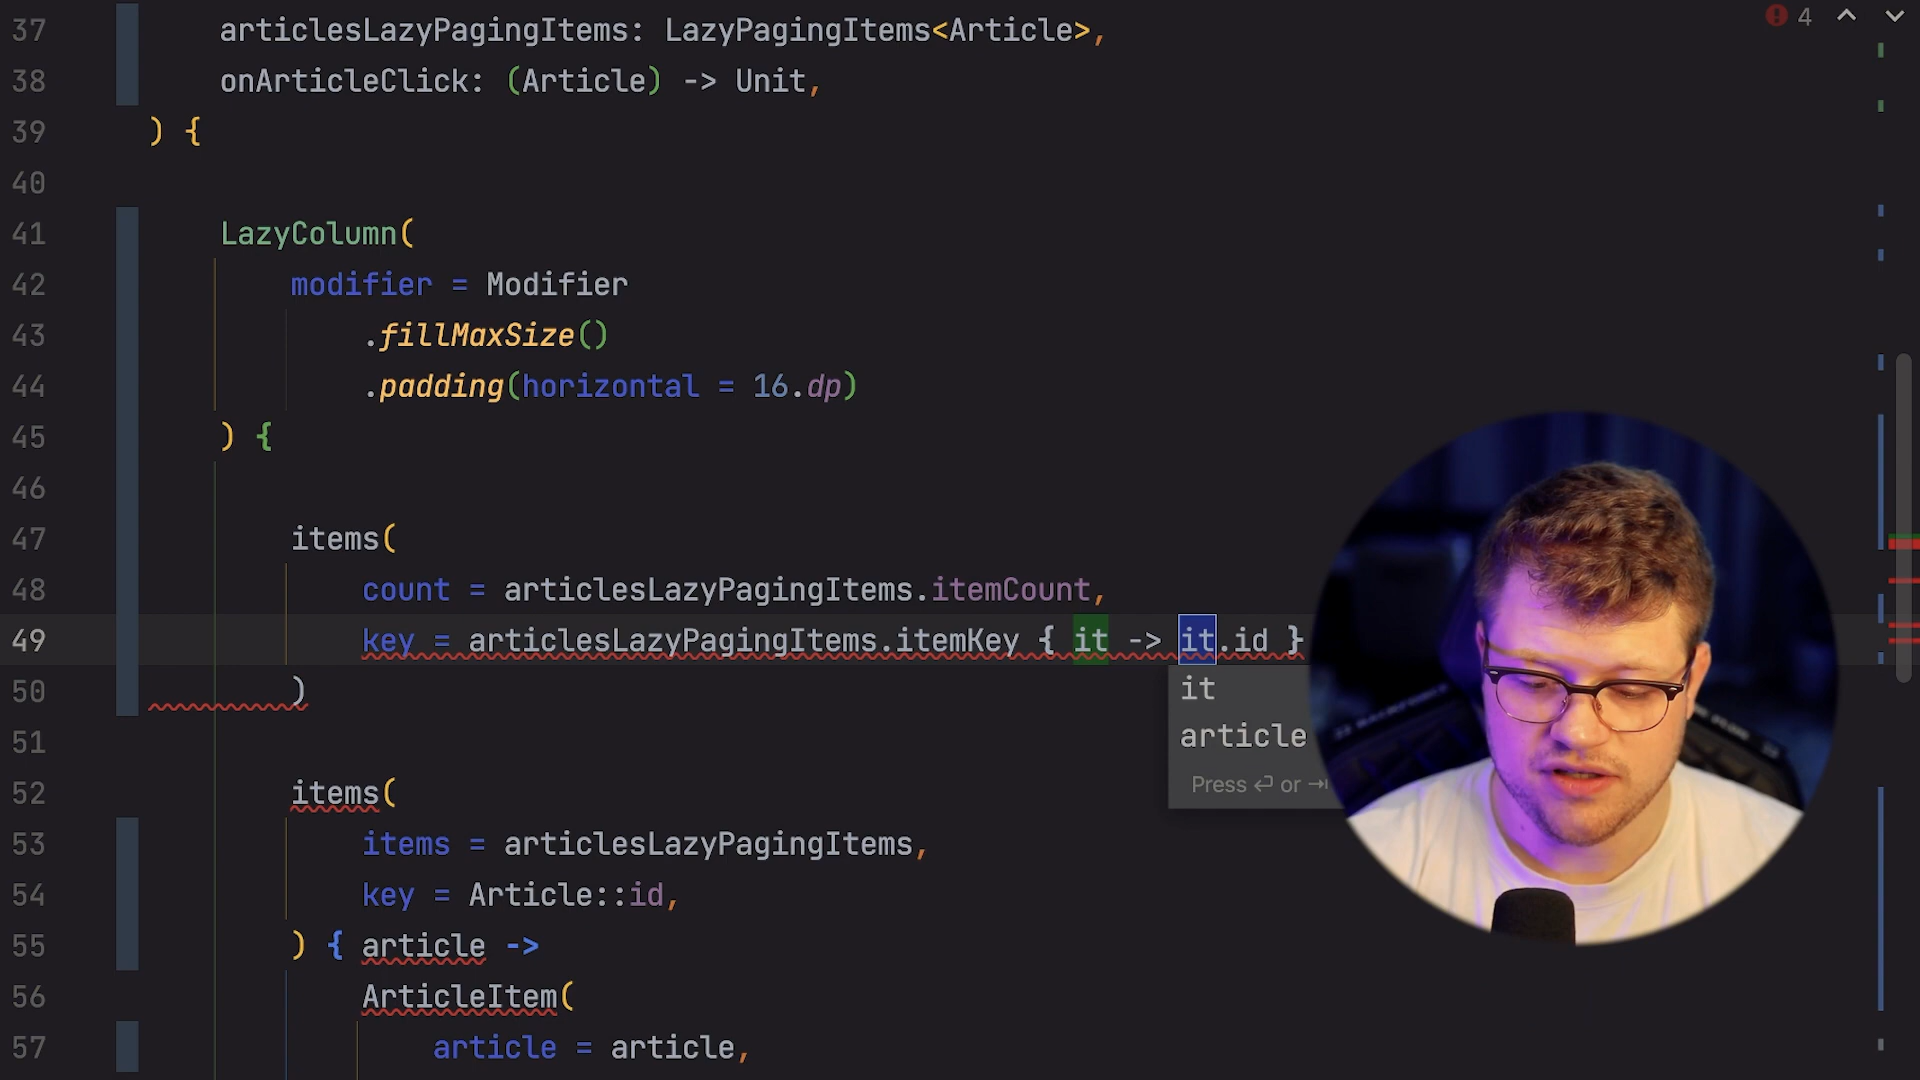 4
37 articlesLazyPagingItems: LazyPagingItems<Article>,
38 onArticleClick: (Article) -> Unit,
39 ) {
40
41 LazyColumn(
42 modifier = Modifier
43 .fillMaxSize()
44 .padding(horizontal = 16.dp)
45 ) {
46
47 items(
48 count = articlesLazyPagingItems.itemCount,
49 key = articlesLazyPagingItems.itemKey { it -> it.id }
it
50 )
article
51
Press ⏎ or ⇥
52 items(
53 items = articlesLazyPagingItems,
54 key = Article::id,
55 ) { article ->
56 ArticleItem(
57 article = article,